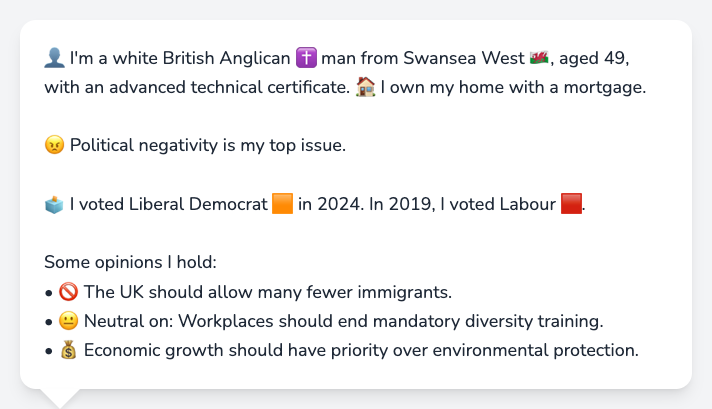 👤 I'm a white British Anglican ✝️ man from Swansea West 🏴󠁧󠁢󠁷󠁬󠁳󠁿, aged 49,
with an advanced technical certificate. 🏠 I own my home with a mortgage.
😠 Political negativity is my top issue.
🗳️ I voted Liberal Democrat 🟧 in 2024. In 2019, I voted Labour 🟥.
Some opinions I hold:
• 🚫 The UK should allow many fewer immigrants.
• 😐 Neutral on: Workplaces should end mandatory diversity training.
• 💰 Economic growth should have priority over environmental protection.